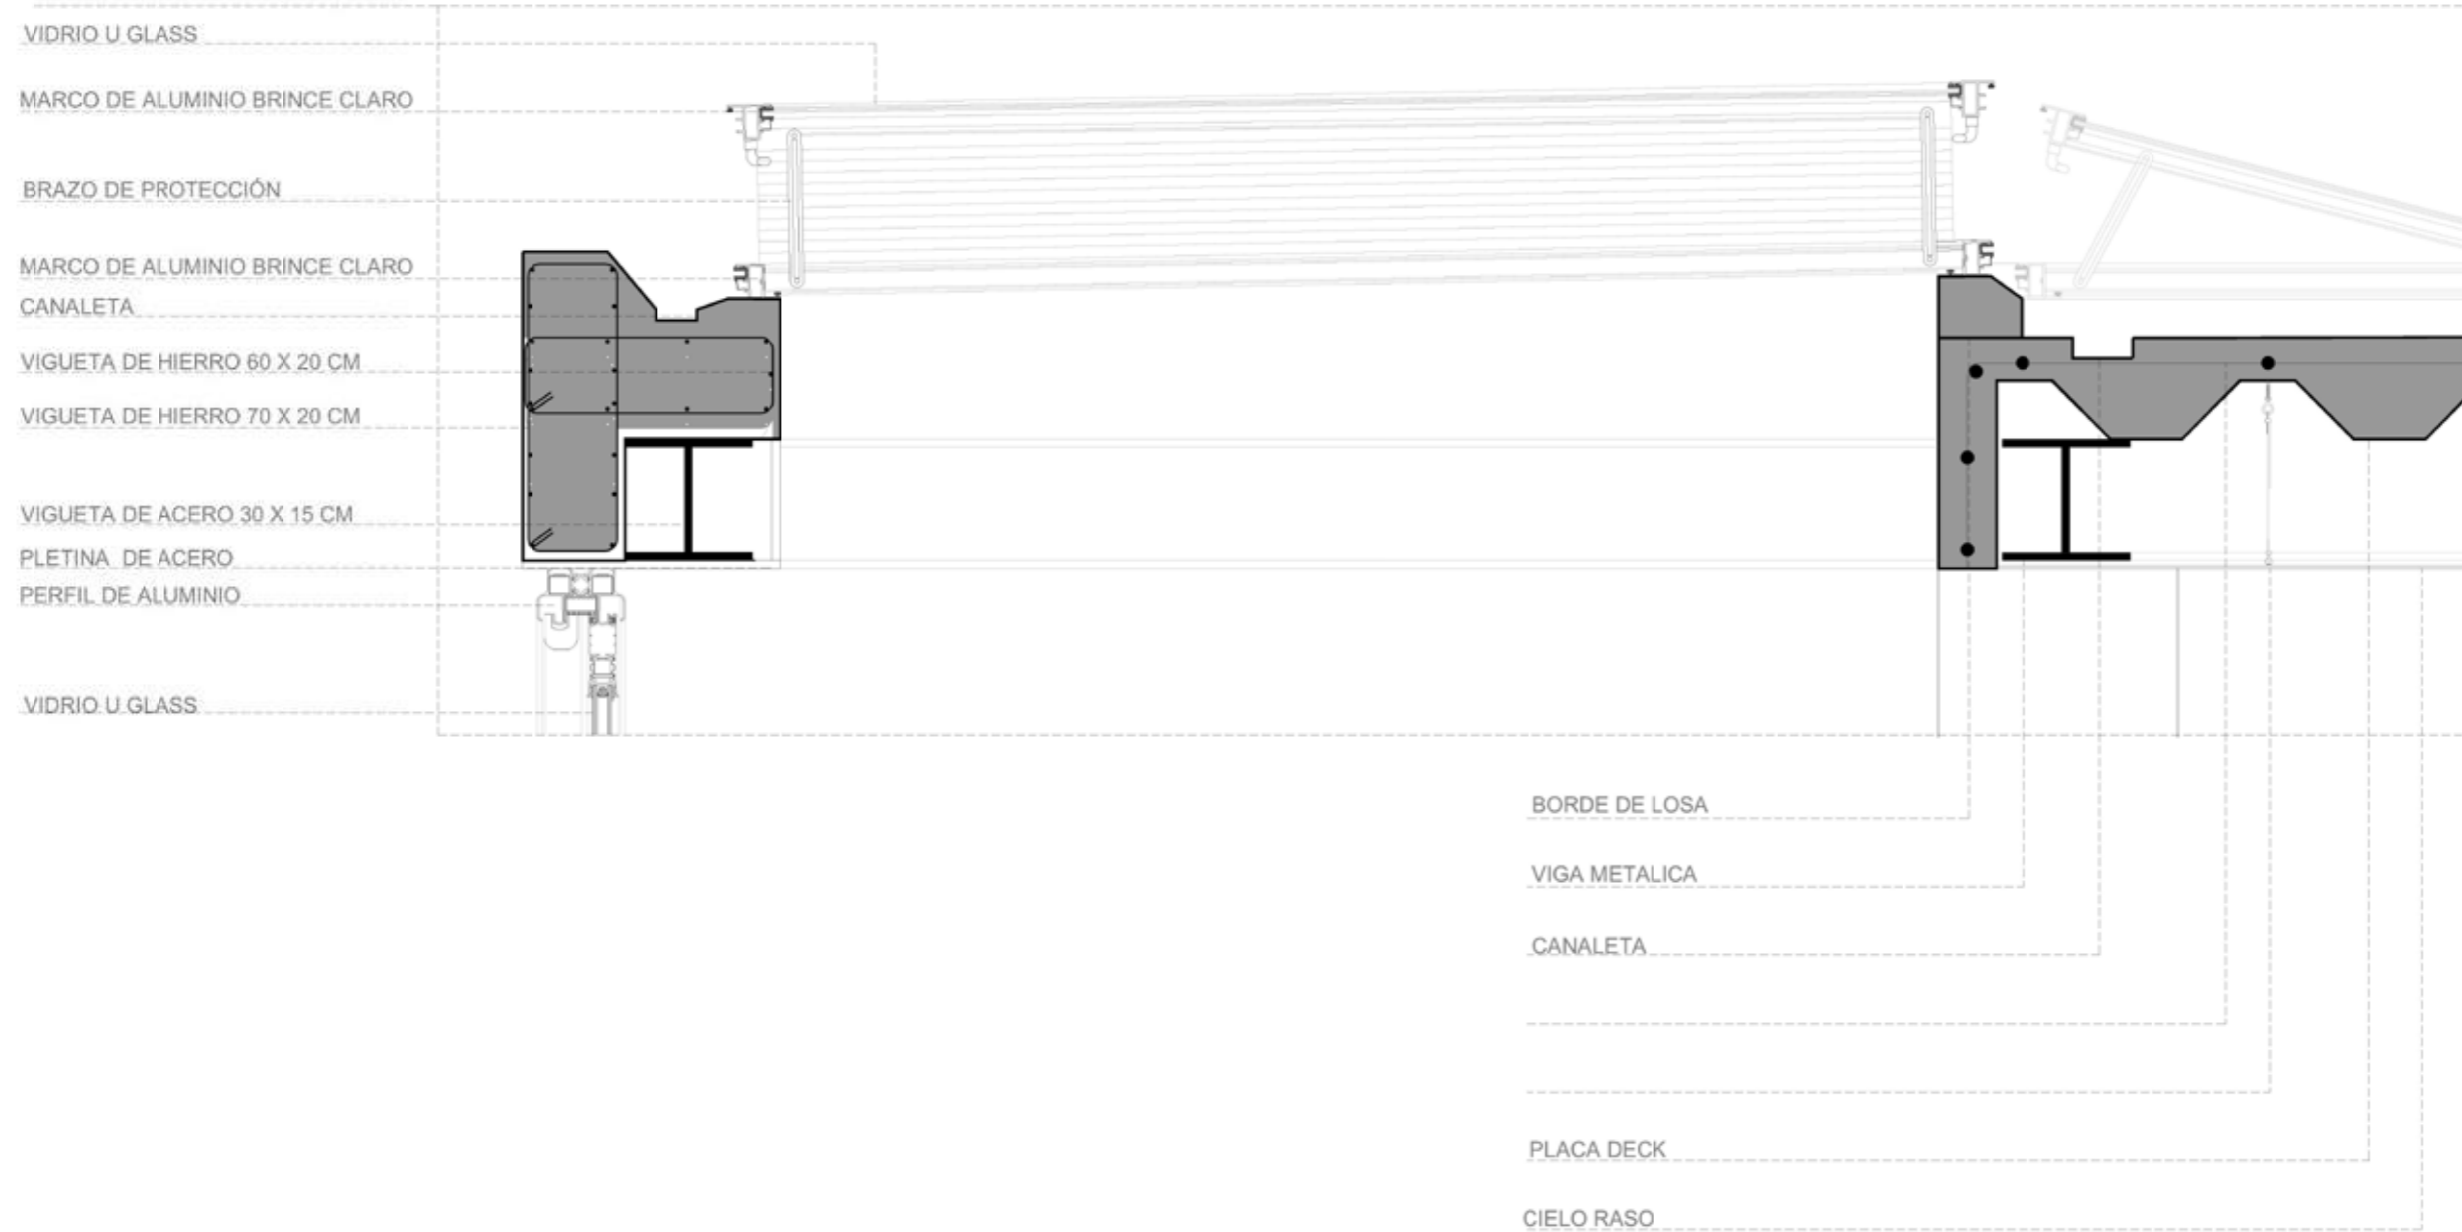 VIDRIO U GLASS
MARCO DE ALUMINIO BRINCE CLARO
BRAZO DE PROTECCIÓN
MARCO DE ALUMINIO BRINCE CLARO
CANALETA
VIGUETA DE HIERRO 60 X 20 CM
VIGUETA DE HIERRO 70 X 20 CM
VIGUETA DE ACERO 30 X 15 CM
PLETINA DE ACERO
PERFIL DE ALUMINIO
VIDRIO U GLASS
BORDE DE LOSA
VIGA METALICA
CANALETA
PLACA DECK
CIELO RASO